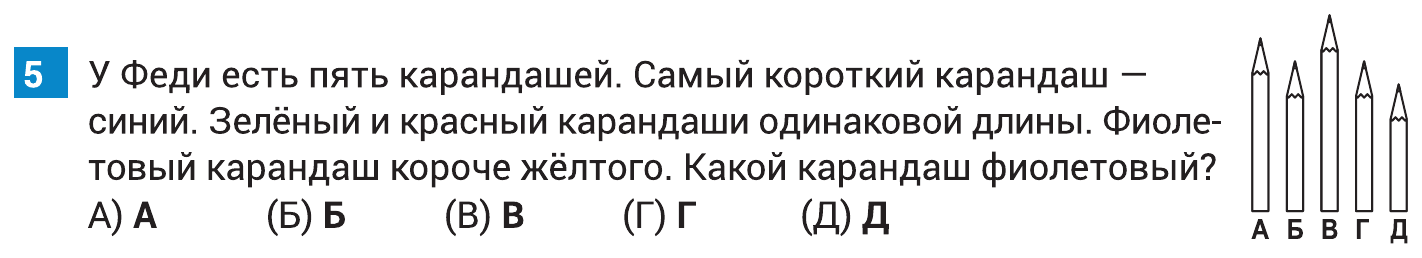 5 У Феди есть пять карандашей. Самый короткий карандаш —
синий. Зелёный и красный карандаши одинаковой длины. Фиоле-
товый карандаш короче жёлтого. Какой карандаш фиолетовый?
А) А (Б) Б (В) В (Г) Г (Д) Д
А Б В Г Д